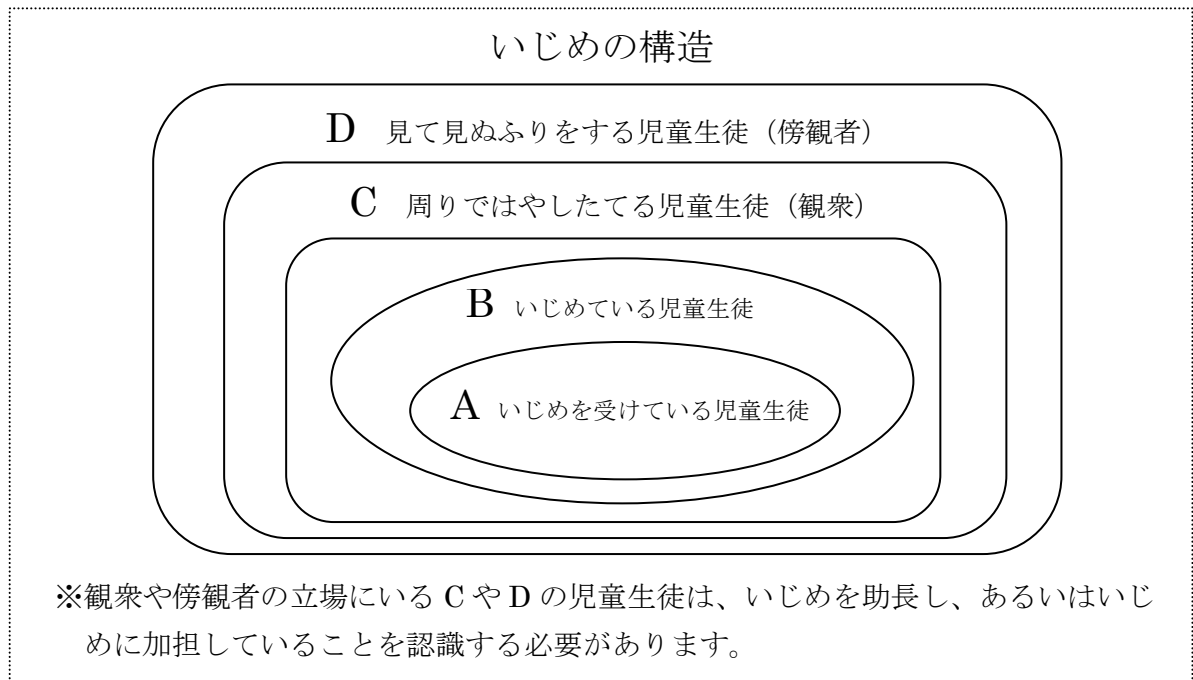 いじめの構造
D 見て見ぬふりをする児童生徒（傍観者）
C 周りではやしたてる児童生徒（観衆）
B いじめている児童生徒
A いじめを受けている児童生徒
※観衆や傍観者の立場にいる C や D の児童生徒は、いじめを助長し、あるいはいじ
めに加担していることを認識する必要があります。